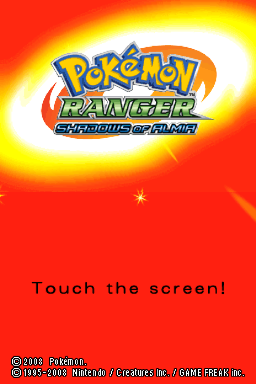 POKéMON
RANGER
SHADOWS OF ALMIA
Touch the screen!
© 2008 Pokémon.
© 1995-2008 Nintendo / Creatures Inc. / GAME FREAK inc.